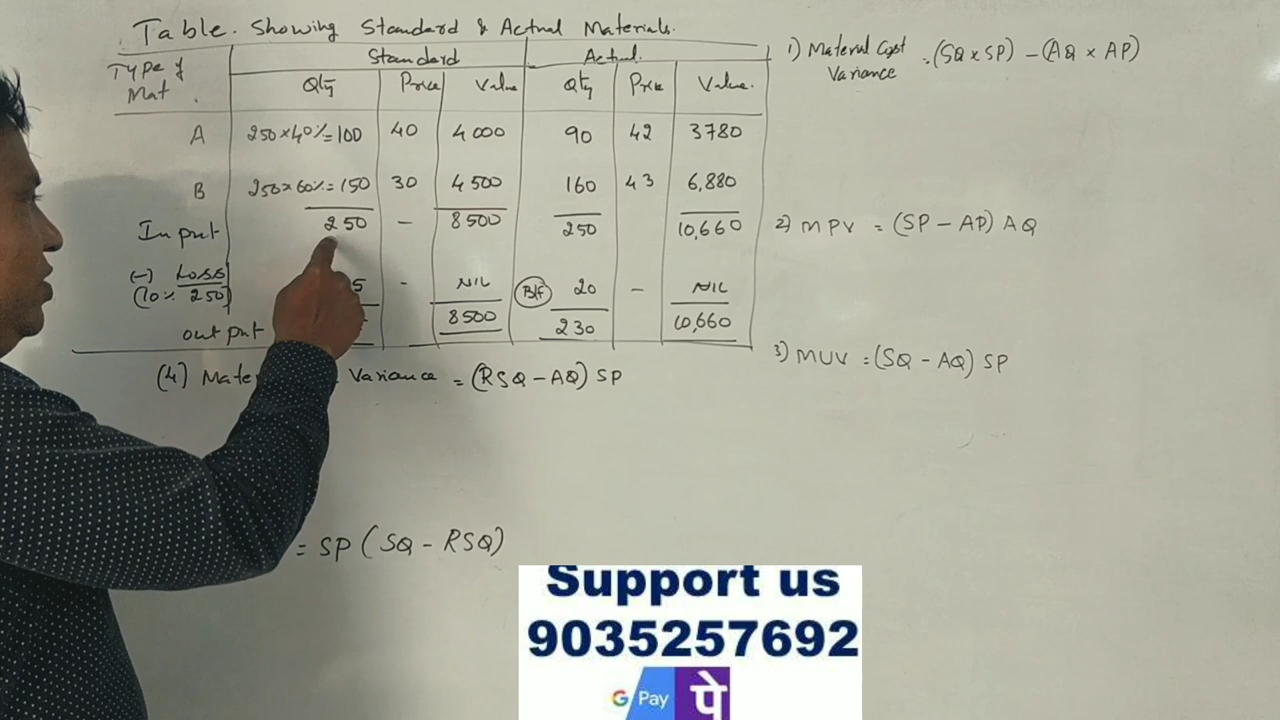 Table. Showing Standard & Actual Materials.
Type of Mat. Standard Actual
Qty Price Value Qty Price Value.
A 250×40%=100 40 4000 90 42 3780
B 250×60%=150 30 4500 160 43 6,880
Input 250 - 8500 250 10,660
(-) Loss 5 - NIL B/f 20 - NIL
(10% 250)
output 8500 230 10,660
(4) Mate Variance = (RSQ - AQ) SP
= SP (SQ - RSQ)
1) Material Cost Variance = (SQ × SP) - (AQ × AP)
2) MPV = (SP - AP) AQ
3) MUV = (SQ - AQ) SP
Support us
9035257692
G Pay पे